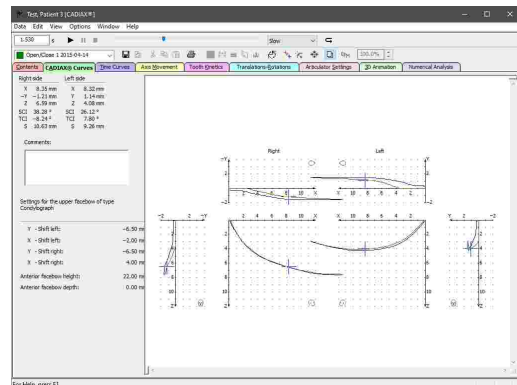 Test, Patient 3 [CADIAX®]
Data Edit View Options Window Help
1.530 s Slow
Open/Close 1 2015-04-14 100.0%
Contents CADIAX® Curves Time Curves Axis Movement Tooth Kinetics Translations-Rotations Articulator Settings 3D Animation Numerical Analysis
Right side Left side
X 8.35 mm X 8.32 mm
-Y -1.21 mm Y 1.14 mm
Z 6.59 mm Z 4.08 mm
SCI 38.28 ° SCI 26.12 °
TCI -8.24 ° TCI 7.80 °
S 10.63 mm S 9.26 mm
Comments:
Settings for the upper facebow of type
Condylograph
Y - Shift left: -6.50 mm
X - Shift left: -2.00 mm
Y - Shift right: -6.50 mm
X - Shift right: 4.00 mm
Anterior facebow height: 22.00 mm
Anterior facebow depth: 0.00 mm
Right Left
For Help, press F1